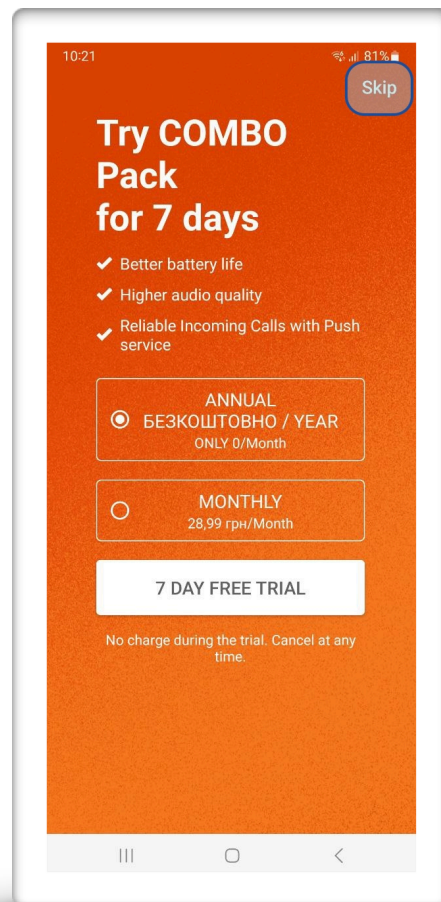 10:21
81%
Skip
Try COMBO
Pack
for 7 days
Better battery life
Higher audio quality
Reliable Incoming Calls with Push
service
ANNUAL
БЕЗКОШТОВНО / YEAR
ONLY 0/Month
MONTHLY
28,99 грн/Month
7 DAY FREE TRIAL
No charge during the trial. Cancel at any
time.